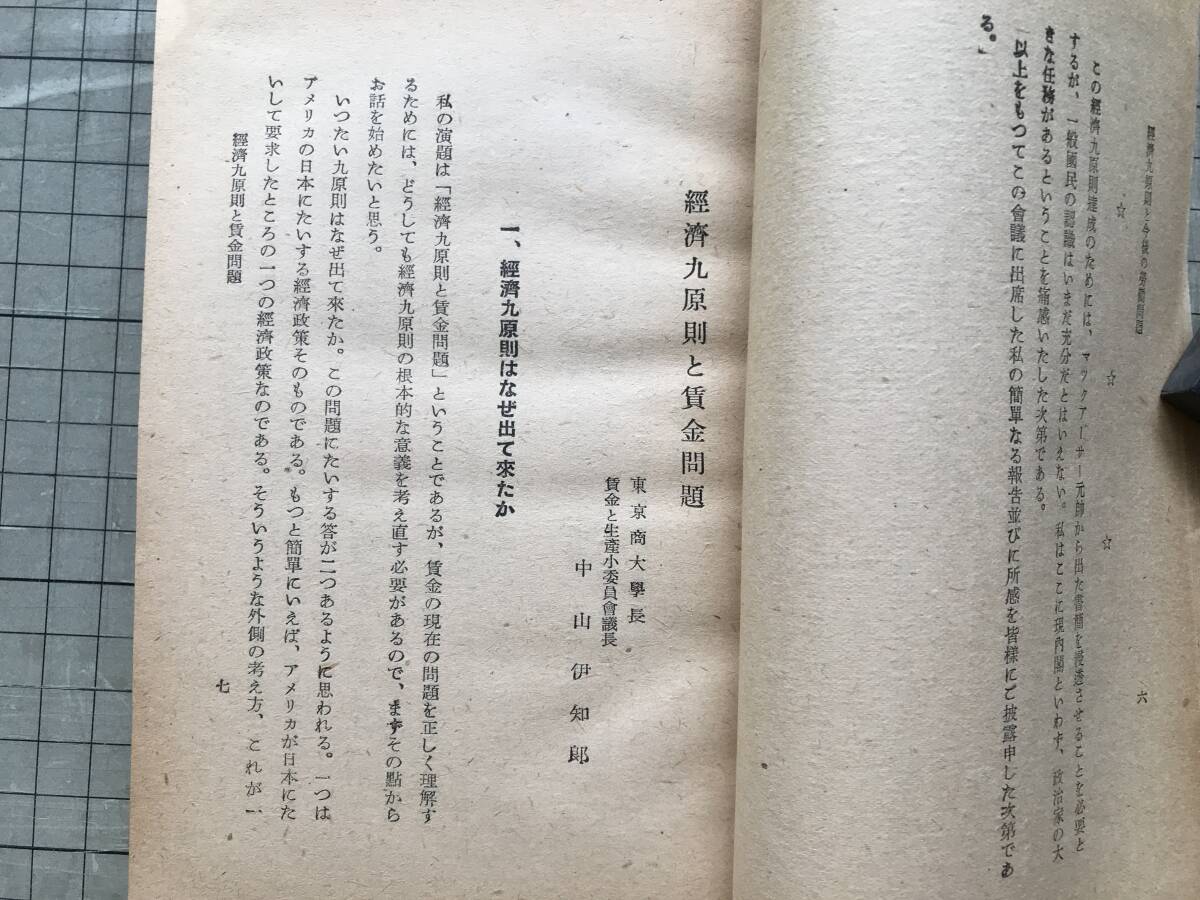 經濟九原則と今後の勞働問題
六
☆ ☆ ☆
この經濟九原則達成のためには、マックアーサー元帥から出た書簡を浸透させることを必要と
するが、一般國民の認識はいまだ充分だとはいえない。私はここに現內閣といわず、政治家の大
きな任務があるということを痛感いたした次第である。
以上をもつてこの會議に出席した私の簡單なる報告並びに所感を皆樣にご披露申した次第であ
る。」
經濟九原則と賃金問題
東京商大學長
賃金と生產小委員會議長
中山伊知郎
一、經濟九原則はなぜ出て來たか
私の演題は「經濟九原則と賃金問題」ということであるが、賃金の現在の問題を正しく理解す
るためには、どうしても經濟九原則の根本的な意義を考え直す必要があるので、まずその點から
お話を始めたいと思う。
いつたい九原則はなぜ出て來たか。この問題にたいする答が二つあるように思われる。一つは
アメリカの日本にたいする經濟政策そのものである。もつと簡單にいえば、アメリカが日本にた
いして要求したところの一つの經濟政策なのである。そういうような外側の考え方、これが一
經濟九原則と賃金問題
七